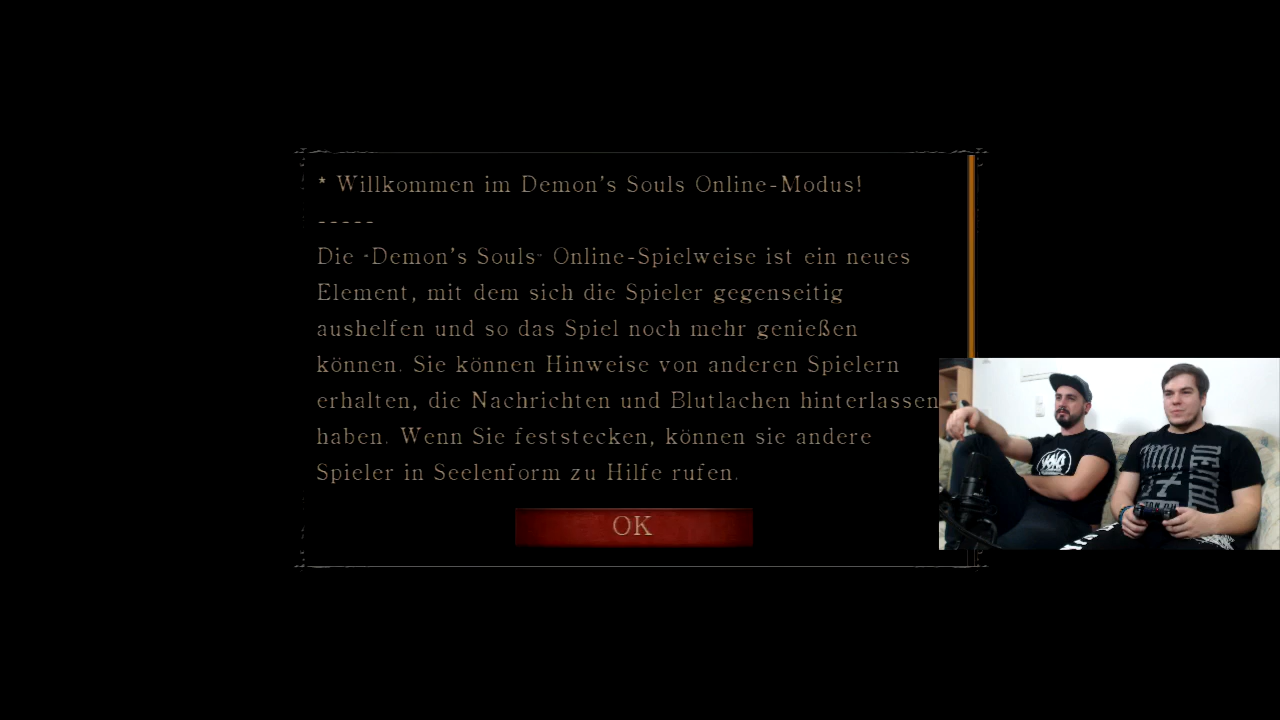 * Willkommen im Demon's Souls Online-Modus!
-----
Die "Demon's Souls" Online-Spielweise ist ein neues
Element, mit dem sich die Spieler gegenseitig
aushelfen und so das Spiel noch mehr genießen
können. Sie können Hinweise von anderen Spielern
erhalten, die Nachrichten und Blutlachen hinterlassen
haben. Wenn Sie feststecken, können sie andere
Spieler in Seelenform zu Hilfe rufen.
OK